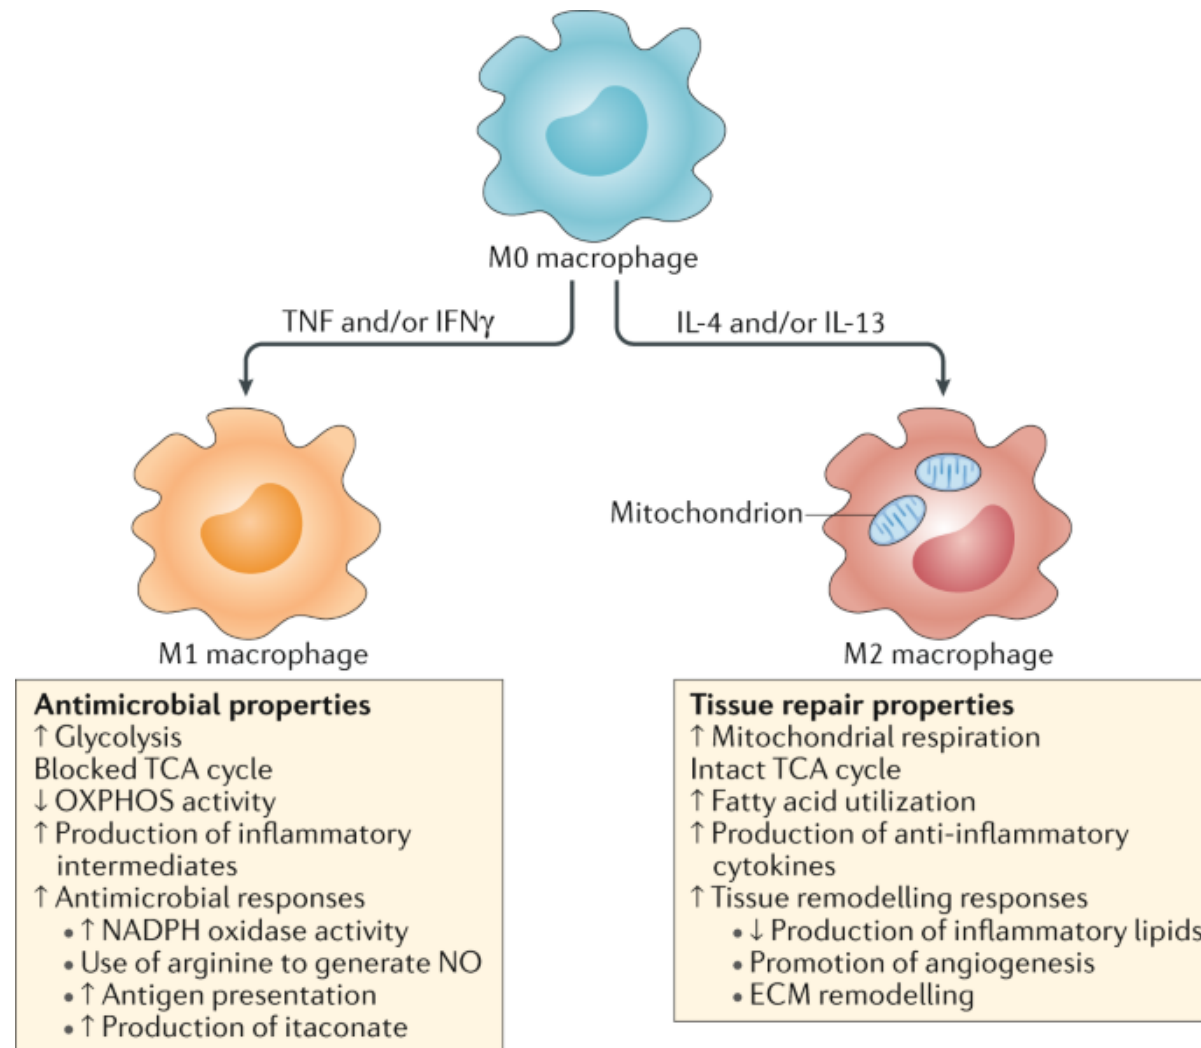 M0 macrophage
TNF and/or IFNγ
IL-4 and/or IL-13
Mitochondrion
M1 macrophage
M2 macrophage
Antimicrobial properties
↑ Glycolysis
Blocked TCA cycle
↓ OXPHOS activity
↑ Production of inflammatory
intermediates
↑ Antimicrobial responses
• ↑ NADPH oxidase activity
• Use of arginine to generate NO
• ↑ Antigen presentation
• ↑ Production of itaconate
Tissue repair properties
↑ Mitochondrial respiration
Intact TCA cycle
↑ Fatty acid utilization
↑ Production of anti-inflammatory
cytokines
↑ Tissue remodelling responses
• ↓ Production of inflammatory lipids
• Promotion of angiogenesis
• ECM remodelling